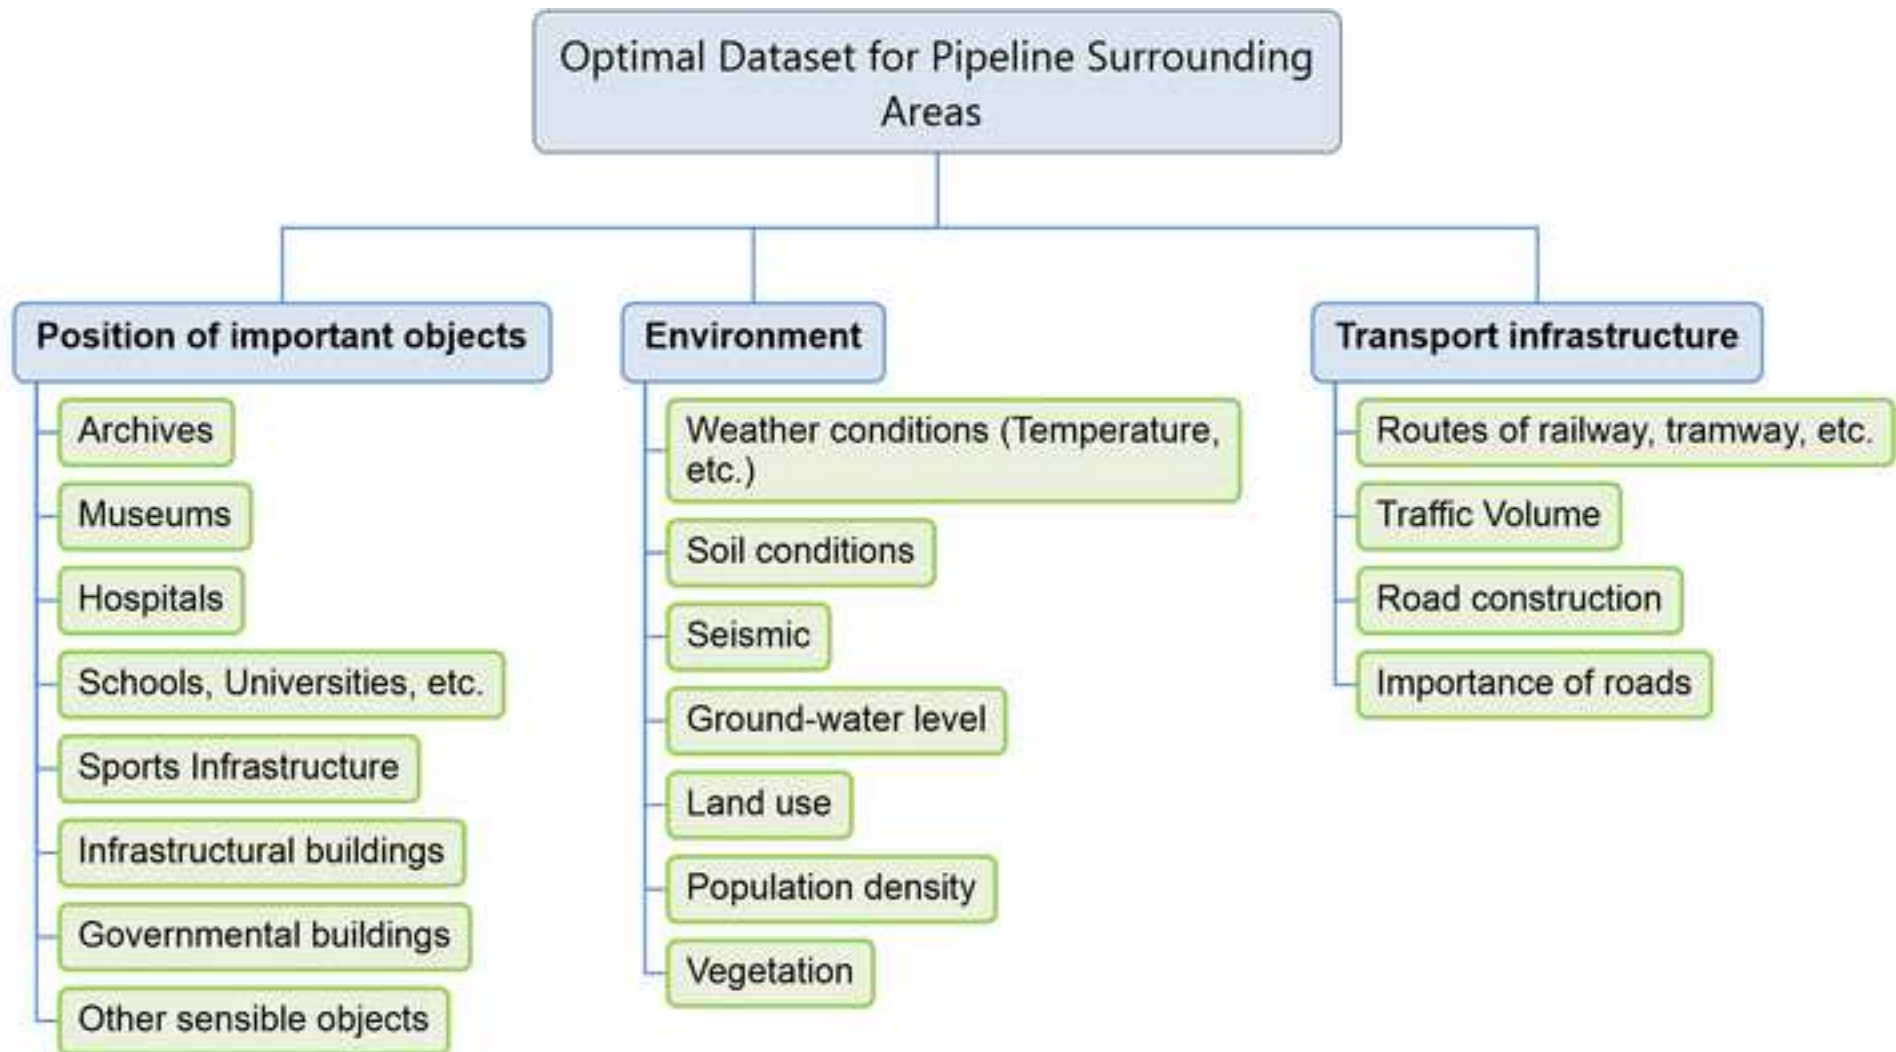 Optimal Dataset for Pipeline Surrounding
Areas
Position of important objects
Archives
Museums
Hospitals
Schools, Universities, etc.
Sports Infrastructure
Infrastructural buildings
Governmental buildings
Other sensible objects
Environment
Weather conditions (Temperature,
etc.)
Soil conditions
Seismic
Ground-water level
Land use
Population density
Vegetation
Transport infrastructure
Routes of railway, tramway, etc.
Traffic Volume
Road construction
Importance of roads